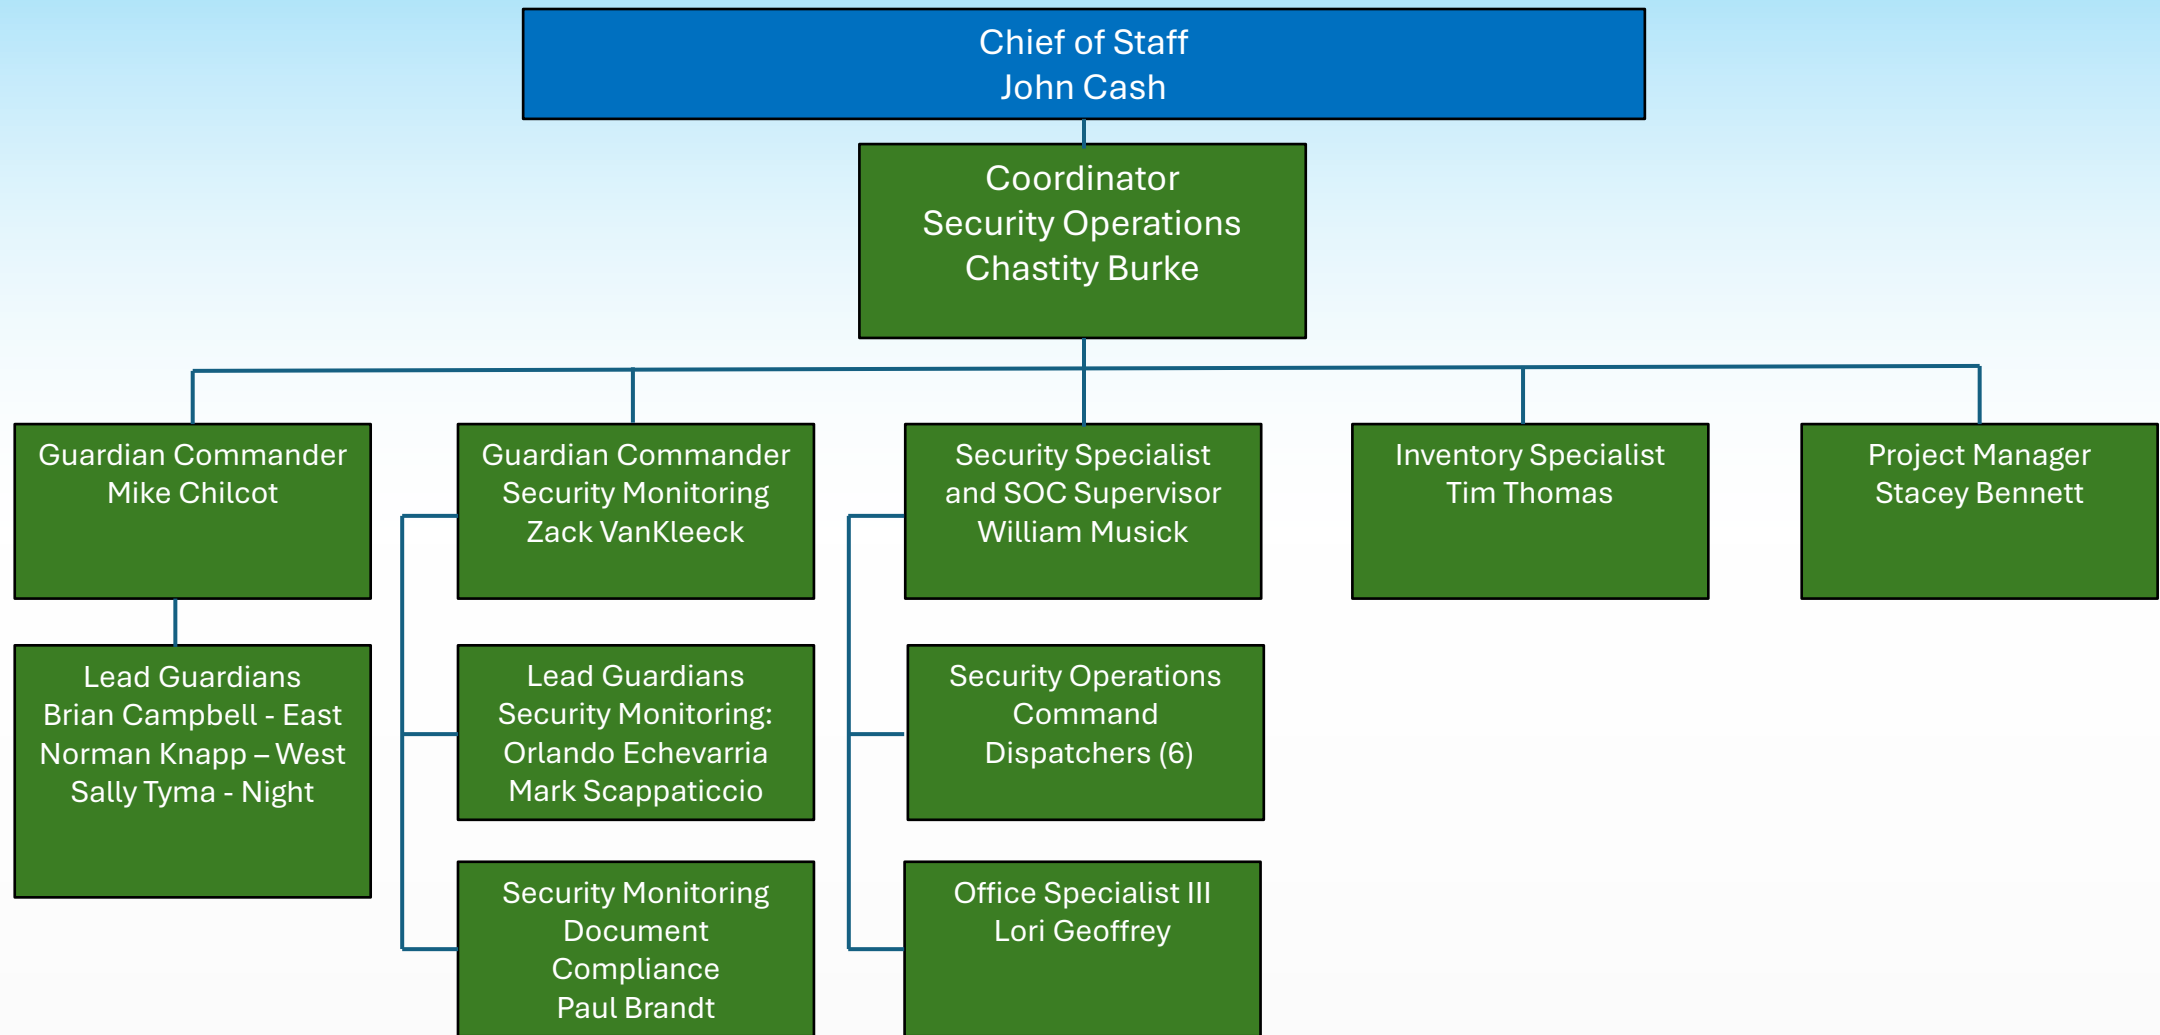 Chief of Staff
John Cash
Coordinator
Security Operations
Chastity Burke
Guardian Commander
Mike Chilcot
Guardian Commander
Security Monitoring
Zack VanKleeck
Security Specialist
and SOC Supervisor
William Musick
Inventory Specialist
Tim Thomas
Project Manager
Stacey Bennett
Lead Guardians
Brian Campbell - East
Norman Knapp – West
Sally Tyma - Night
Lead Guardians
Security Monitoring:
Orlando Echevarria
Mark Scappaticcio
Security Operations
Command
Dispatchers (6)
Security Monitoring
Document
Compliance
Paul Brandt
Office Specialist III
Lori Geoffrey